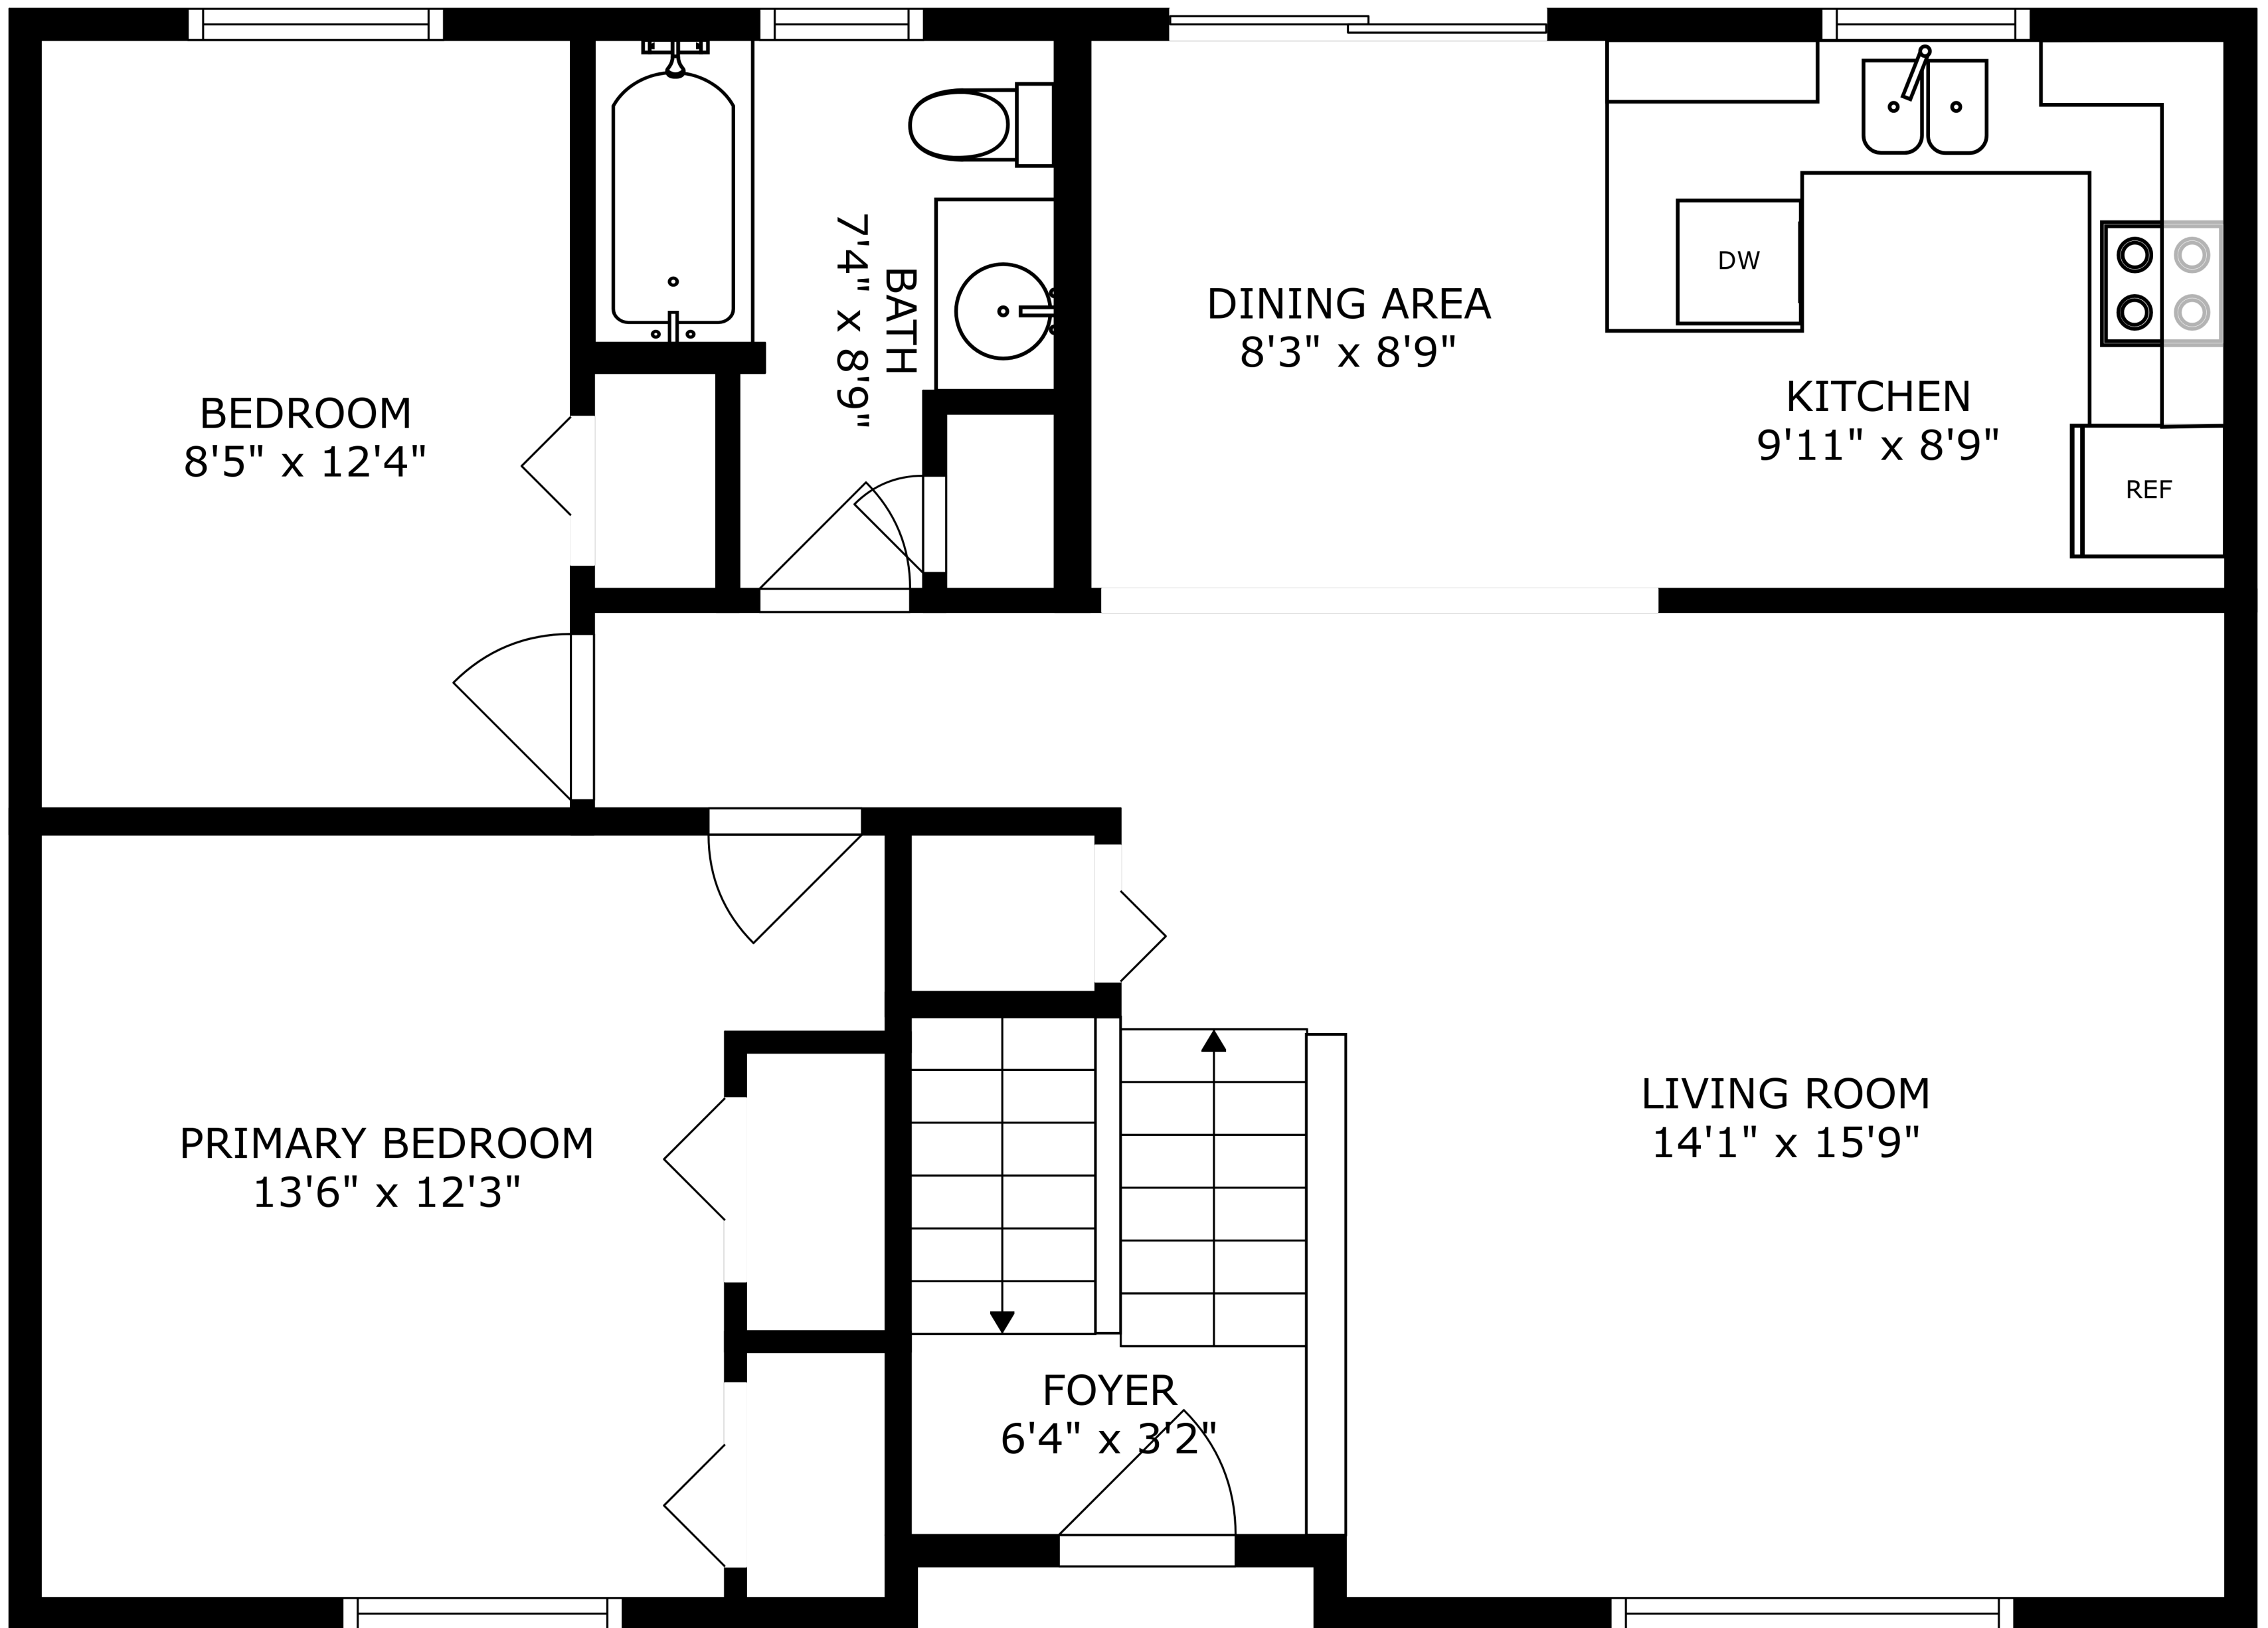 BEDROOM
8'5" x 12'4"
BATH
7'4" x 8'9"
DINING AREA
8'3" x 8'9"
DW
KITCHEN
9'11" x 8'9"
REF
PRIMARY BEDROOM
13'6" x 12'3"
LIVING ROOM
14'1" x 15'9"
FOYER
6'4" x 3'2"